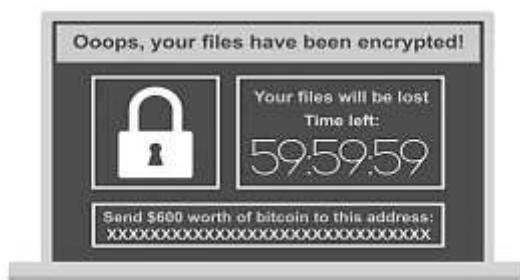 Ooops, your files have been encrypted!
Your files will be lost
Time left:
59:59:59
Send $600 worth of bitcoin to this address:
XXXXXXXXXXXXXXXXXXXXXXXXXXXXXX